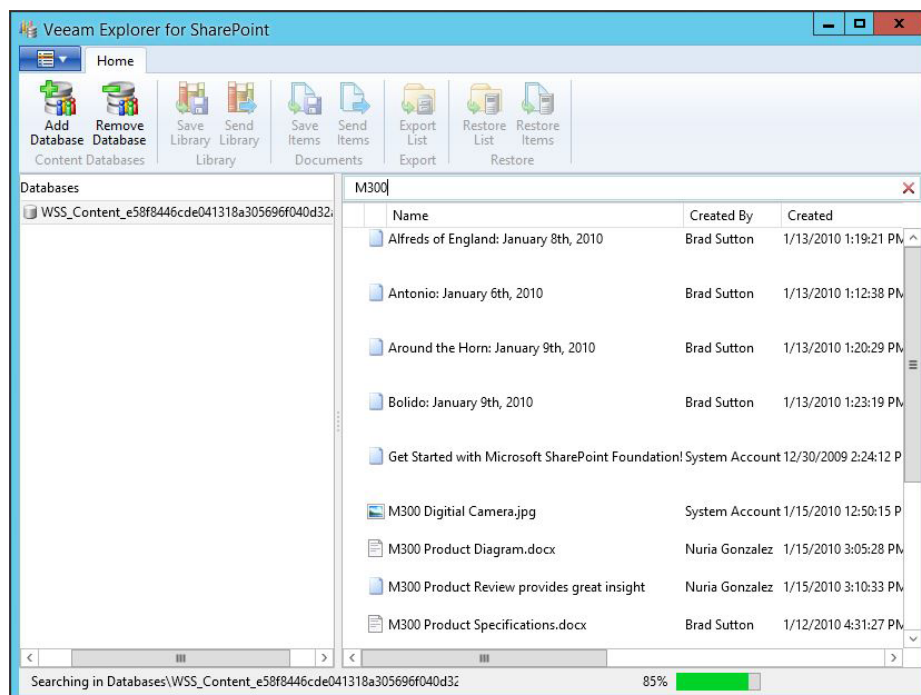 Veeam Explorer for SharePoint
Home
Add Database
Remove Database
Save Library
Send Library
Save Items
Send Items
Export List
Restore List
Restore Items
Content Databases
Library
Documents
Export
Restore
Databases
M300
WSS_Content_e58f8446cde041318a305696f040d32
Name Created By Created
Alfreds of England: January 8th, 2010 Brad Sutton 1/13/2010 1:19:21 PM
Antonio: January 6th, 2010 Brad Sutton 1/13/2010 1:12:38 PM
Around the Horn: January 9th, 2010 Brad Sutton 1/13/2010 1:20:29 PM
Bolido: January 9th, 2010 Brad Sutton 1/13/2010 1:23:19 PM
Get Started with Microsoft SharePoint Foundation! System Account 12/30/2009 2:24:12 P
M300 Digitial Camera.jpg System Account 1/15/2010 12:50:15 P
M300 Product Diagram.docx Nuria Gonzalez 1/15/2010 3:05:28 PM
M300 Product Review provides great insight Nuria Gonzalez 1/15/2010 3:10:33 PM
M300 Product Specifications.docx Brad Sutton 1/12/2010 4:31:27 PM
Searching in Databases\WSS_Content_e58f8446cde041318a305696f040d32 85%